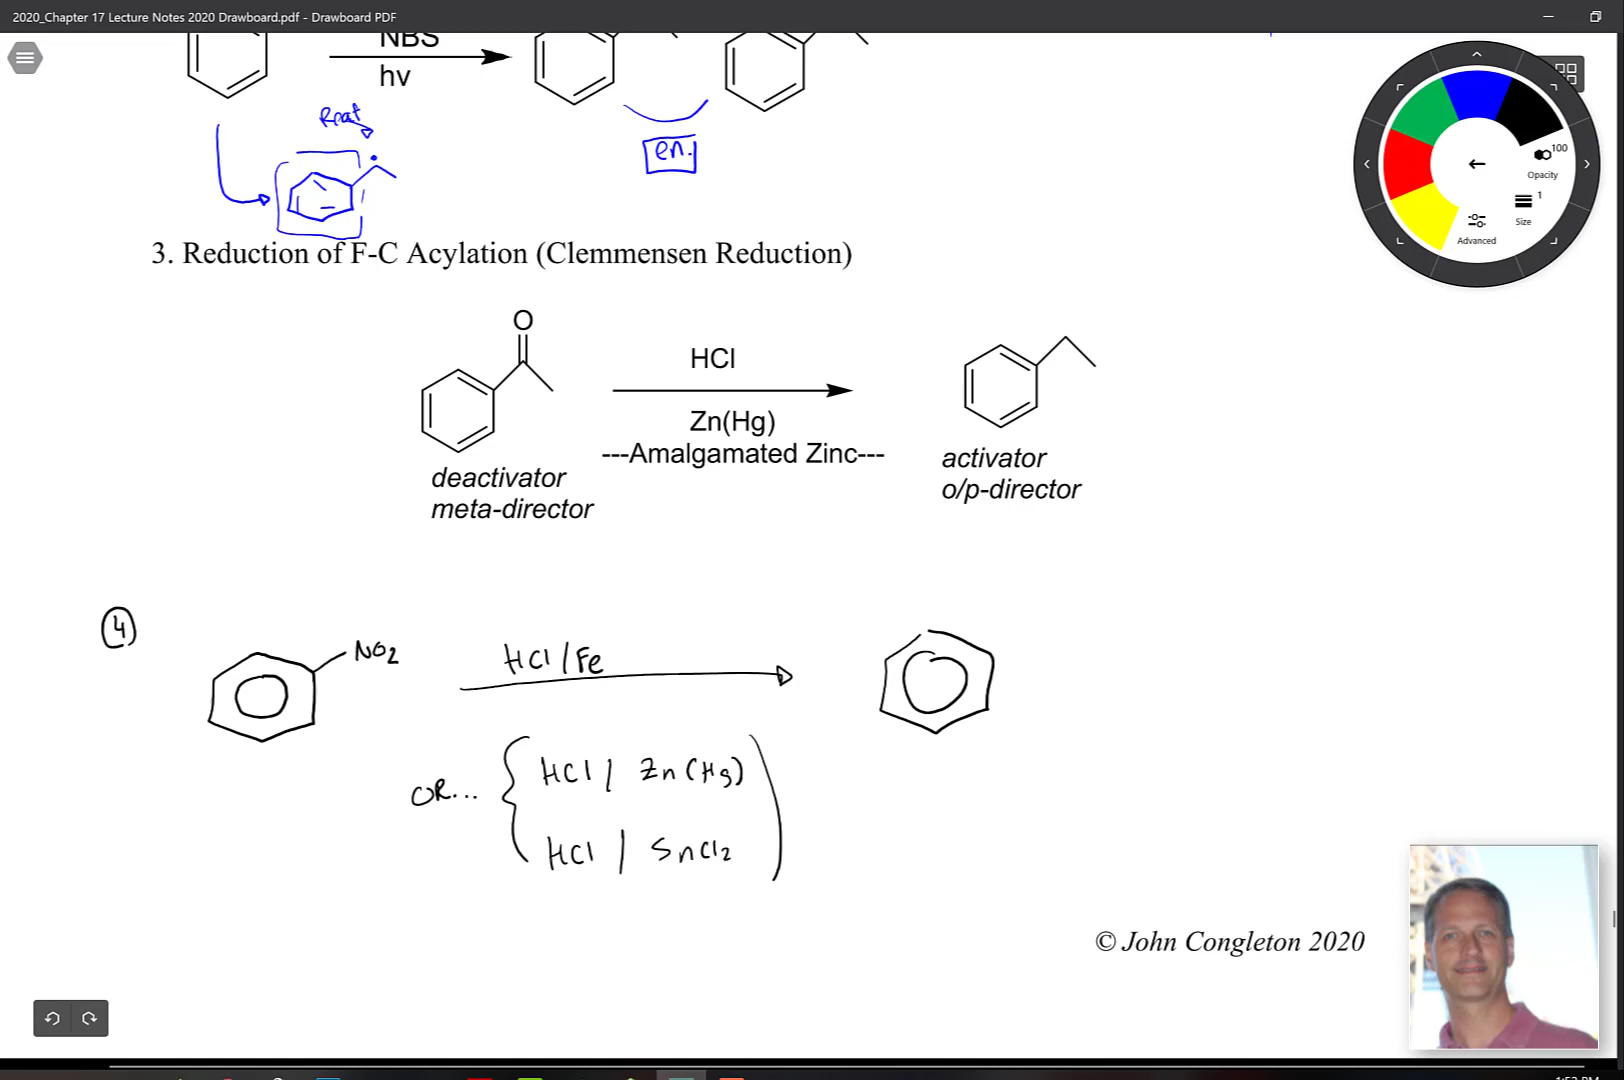 2020_Chapter 17 Lecture Notes 2020 Drawboard.pdf - Drawboard PDF
NBS
hv
en.
100
Opacity
1
Size
Advanced
3. Reduction of F-C Acylation (Clemmensen Reduction)
O
HCl
Zn(Hg)
---Amalgamated Zinc---
deactivator
meta-director
activator
o/p-director
4
NO2
HCl/Fe
OR...
HCl / Zn(Hg)
HCl / SnCl2
© John Congleton 2020